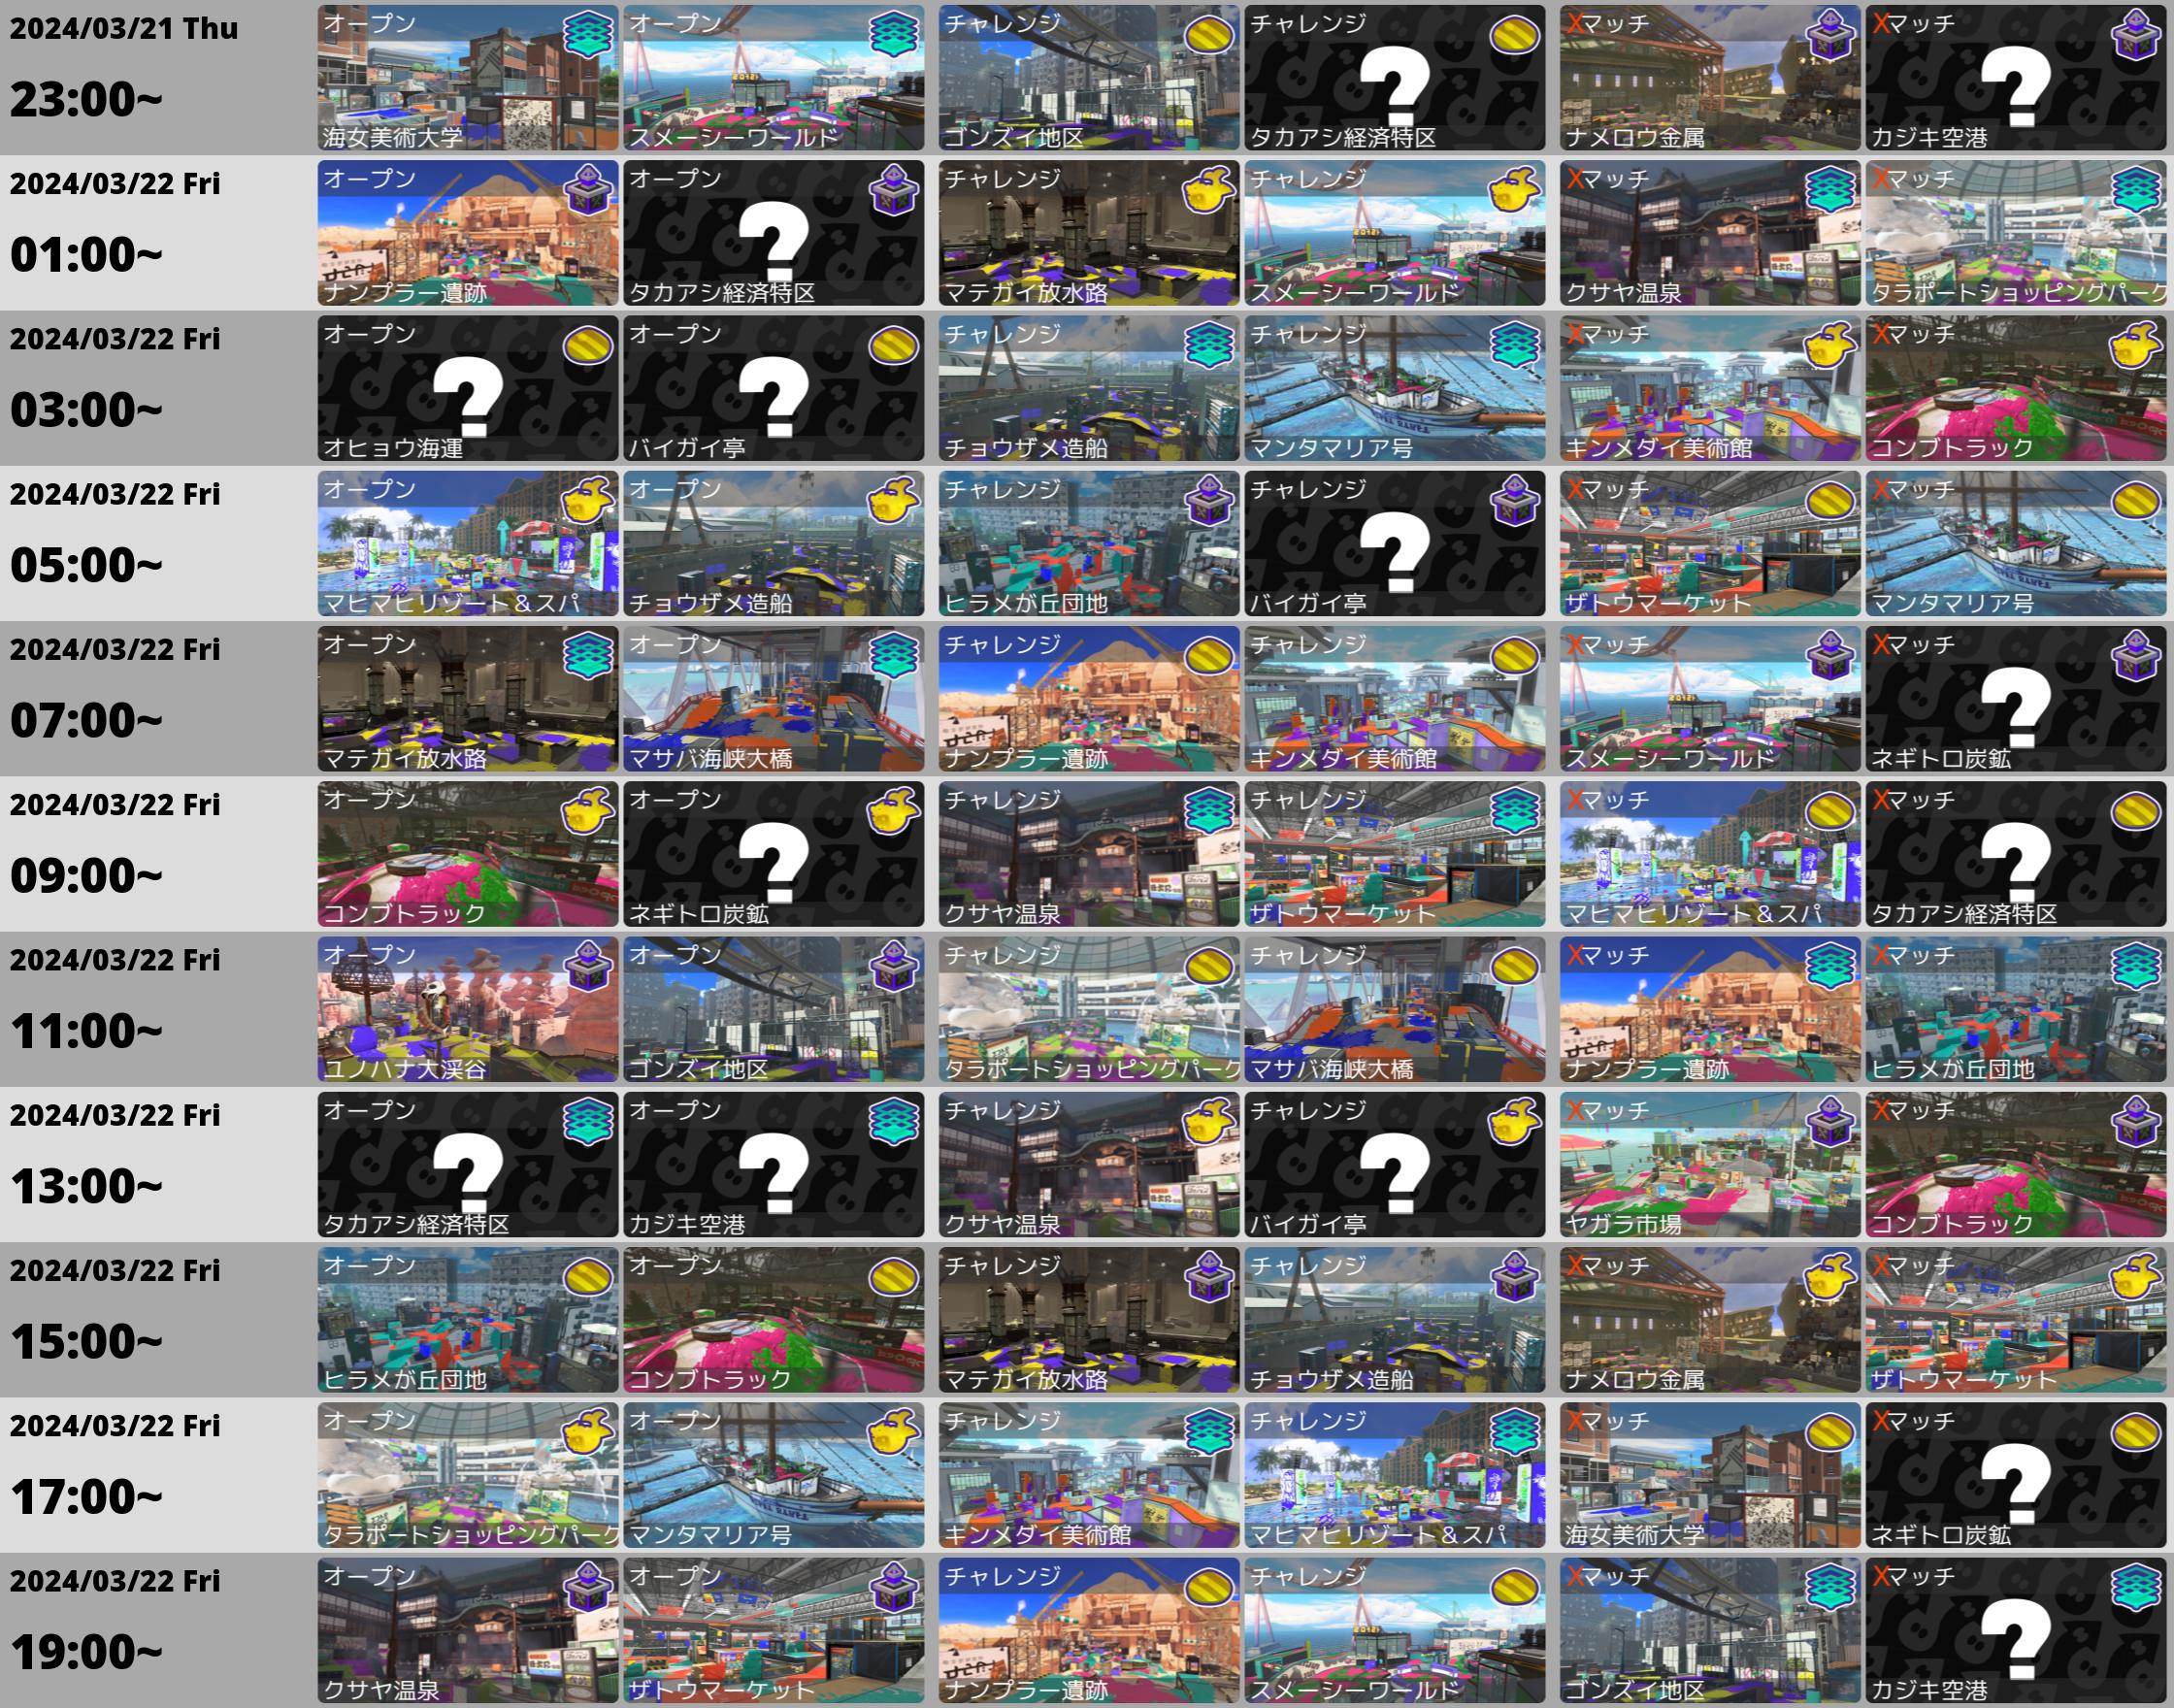 2024/03/21 Thu
23:00~
オープン オープン チャレンジ チャレンジ Xマッチ Xマッチ
海女美術大学 スメーシーワールド ゴンズイ地区 タカアシ経済特区 ナメロウ金属 カジキ空港
2024/03/22 Fri
01:00~
オープン オープン チャレンジ チャレンジ Xマッチ Xマッチ
ナンプラー遺跡 タカアシ経済特区 マテガイ放水路 スメーシーワールド クサヤ温泉 タラポートショッピングパーク
2024/03/22 Fri
03:00~
オープン オープン チャレンジ チャレンジ Xマッチ Xマッチ
オヒョウ海運 バイガイ亭 チョウザメ造船 マンタマリア号 キンメダイ美術館 コンブトラック
2024/03/22 Fri
05:00~
オープン オープン チャレンジ チャレンジ Xマッチ Xマッチ
マヒマヒリゾート＆スパ チョウザメ造船 ヒラメが丘団地 バイガイ亭 ザトウマーケット マンタマリア号
2024/03/22 Fri
07:00~
オープン オープン チャレンジ チャレンジ Xマッチ Xマッチ
マテガイ放水路 マサバ海峡大橋 ナンプラー遺跡 キンメダイ美術館 スメーシーワールド ネギトロ炭鉱
2024/03/22 Fri
09:00~
オープン オープン チャレンジ チャレンジ Xマッチ Xマッチ
コンブトラック ネギトロ炭鉱 クサヤ温泉 ザトウマーケット マヒマヒリゾート＆スパ タカアシ経済特区
2024/03/22 Fri
11:00~
オープン オープン チャレンジ チャレンジ Xマッチ Xマッチ
ユノハナ大渓谷 ゴンズイ地区 タラポートショッピングパーク マサバ海峡大橋 ナンプラー遺跡 ヒラメが丘団地
2024/03/22 Fri
13:00~
オープン オープン チャレンジ チャレンジ Xマッチ Xマッチ
タカアシ経済特区 カジキ空港 クサヤ温泉 バイガイ亭 ヤガラ市場 コンブトラック
2024/03/22 Fri
15:00~
オープン オープン チャレンジ チャレンジ Xマッチ Xマッチ
ヒラメが丘団地 コンブトラック マテガイ放水路 チョウザメ造船 ナメロウ金属 ザトウマーケット
2024/03/22 Fri
17:00~
オープン オープン チャレンジ チャレンジ Xマッチ Xマッチ
タラポートショッピングパーク マンタマリア号 キンメダイ美術館 マヒマヒリゾート＆スパ 海女美術大学 ネギトロ炭鉱
2024/03/22 Fri
19:00~
オープン オープン チャレンジ チャレンジ Xマッチ Xマッチ
クサヤ温泉 ザトウマーケット ナンプラー遺跡 スメーシーワールド ゴンズイ地区 カジキ空港